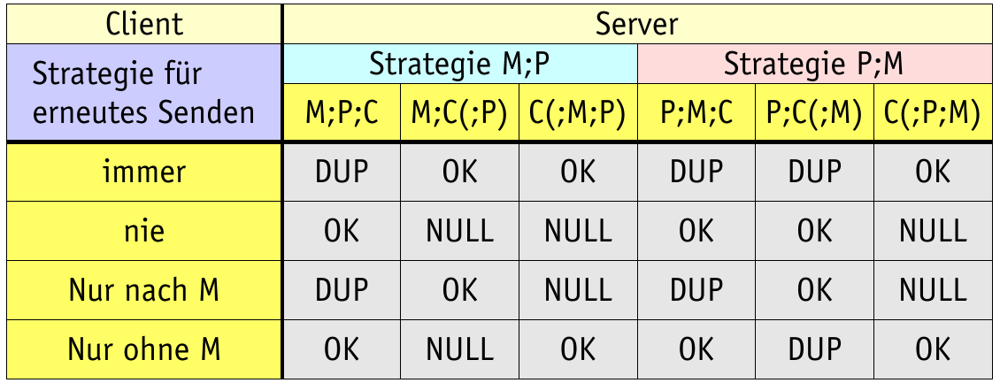 Client Server
Strategie für erneutes Senden Strategie M;P Strategie P;M
M;P;C M;C(;P) C(;M;P) P;M;C P;C(;M) C(;P;M)
immer DUP OK OK DUP DUP OK
nie OK NULL NULL OK OK NULL
Nur nach M DUP OK NULL DUP OK NULL
Nur ohne M OK NULL OK OK DUP OK